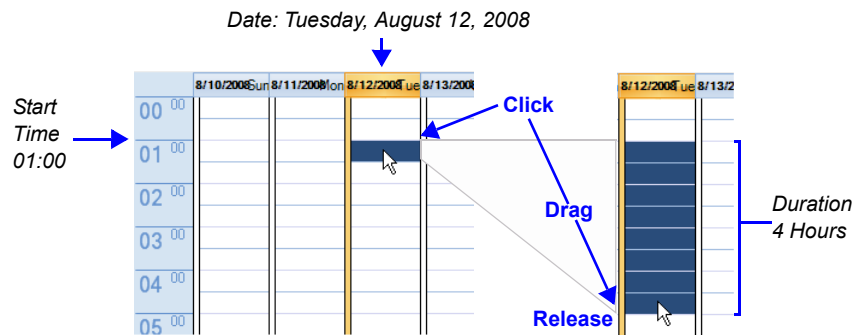 Date: Tuesday, August 12, 2008
8/10/2008 Sun 8/11/2008 Mon 8/12/2008 Tue 8/13/2008
8/12/2008 Tue 8/13/2
Start
Time
01:00
00 00
01 00
02 00
03 00
04 00
05 00
Click
Drag
Release
Duration
4 Hours